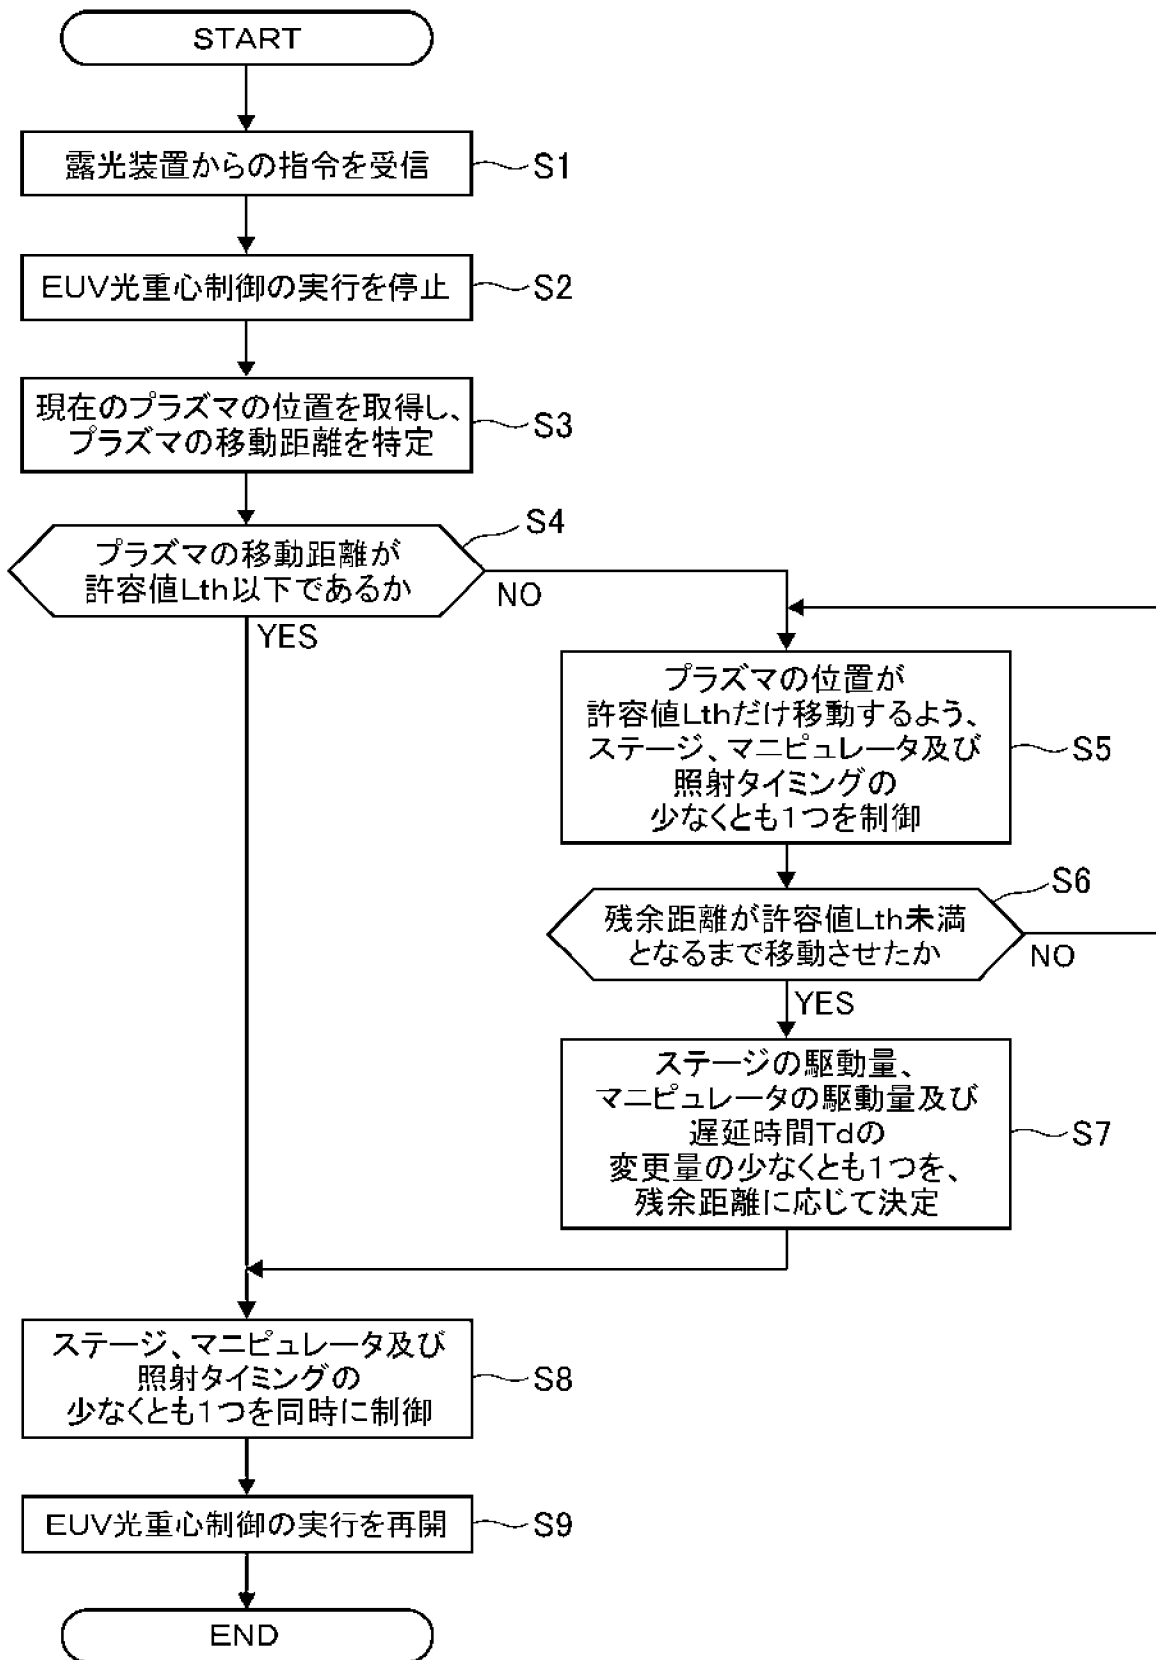 START
露光装置からの指令を受信
S1
EUV光重心制御の実行を停止
S2
現在のプラズマの位置を取得し、
プラズマの移動距離を特定
S3
プラズマの移動距離が
許容値Lth以下であるか
S4
NO
YES
プラズマの位置が
許容値Lthだけ移動するよう、
ステージ、マニピュレータ及び
照射タイミングの
少なくとも1つを制御
S5
残余距離が許容値Lth未満
となるまで移動させたか
S6
NO
YES
ステージの駆動量、
マニピュレータの駆動量及び
遅延時間Tdの
変更量の少なくとも1つを、
残余距離に応じて決定
S7
ステージ、マニピュレータ及び
照射タイミングの
少なくとも1つを同時に制御
S8
EUV光重心制御の実行を再開
S9
END